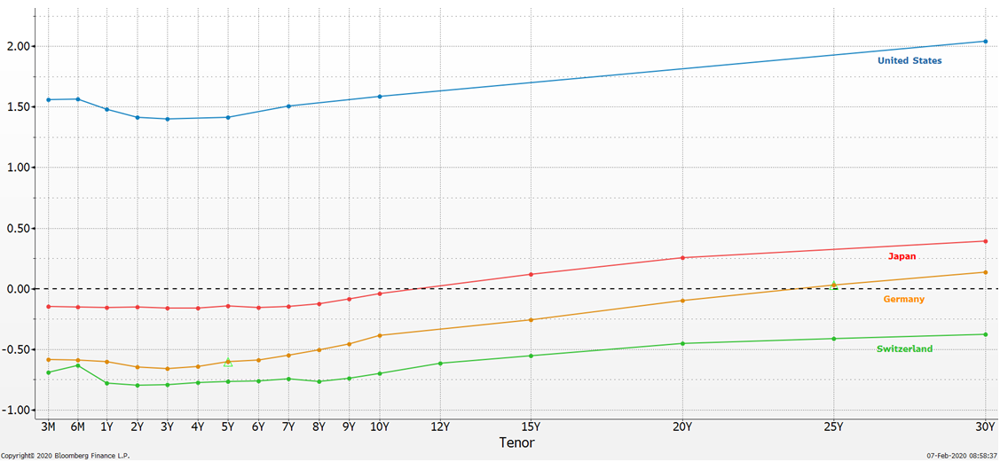 2.00
1.50
1.00
0.50
0.00
-0.50
-1.00
United States
Japan
Germany
Switzerland
3M 6M 1Y 2Y 3Y 4Y 5Y 6Y 7Y 8Y 9Y 10Y 12Y 15Y 20Y 25Y 30Y
Tenor
Copyright© 2020 Bloomberg Finance L.P. 07-Feb-2020 08:58:37